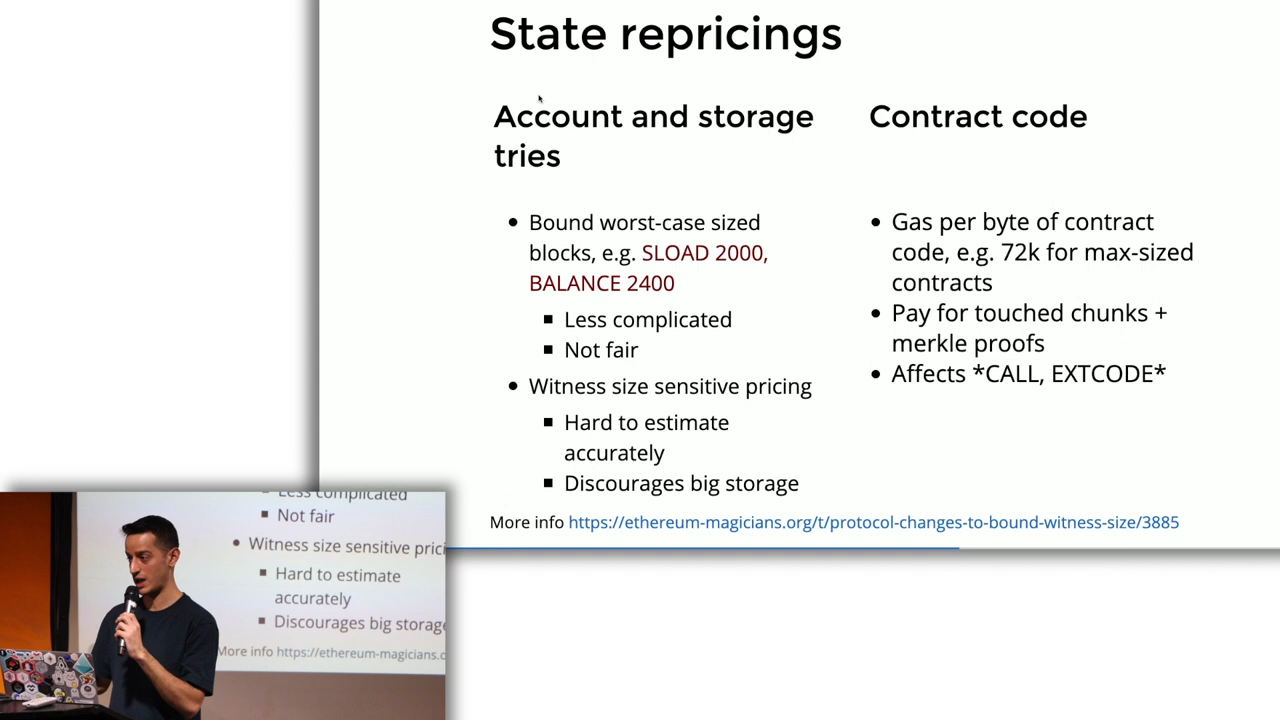 State repricings
Account and storage
tries
Contract code
• Bound worst-case sized
blocks, e.g. SLOAD 2000,
BALANCE 2400
▪ Less complicated
▪ Not fair
• Witness size sensitive pricing
▪ Hard to estimate
accurately
▪ Discourages big storage
• Gas per byte of contract
code, e.g. 72k for max-sized
contracts
• Pay for touched chunks +
merkle proofs
• Affects *CALL, EXTCODE*
More info https://ethereum-magicians.org/t/protocol-changes-to-bound-witness-size/3885
▪ Less complicated
▪ Not fair
• Witness size sensitive prici
▪ Hard to estimate
accurately
▪ Discourages big storage
More info https://ethereum-magicians.o